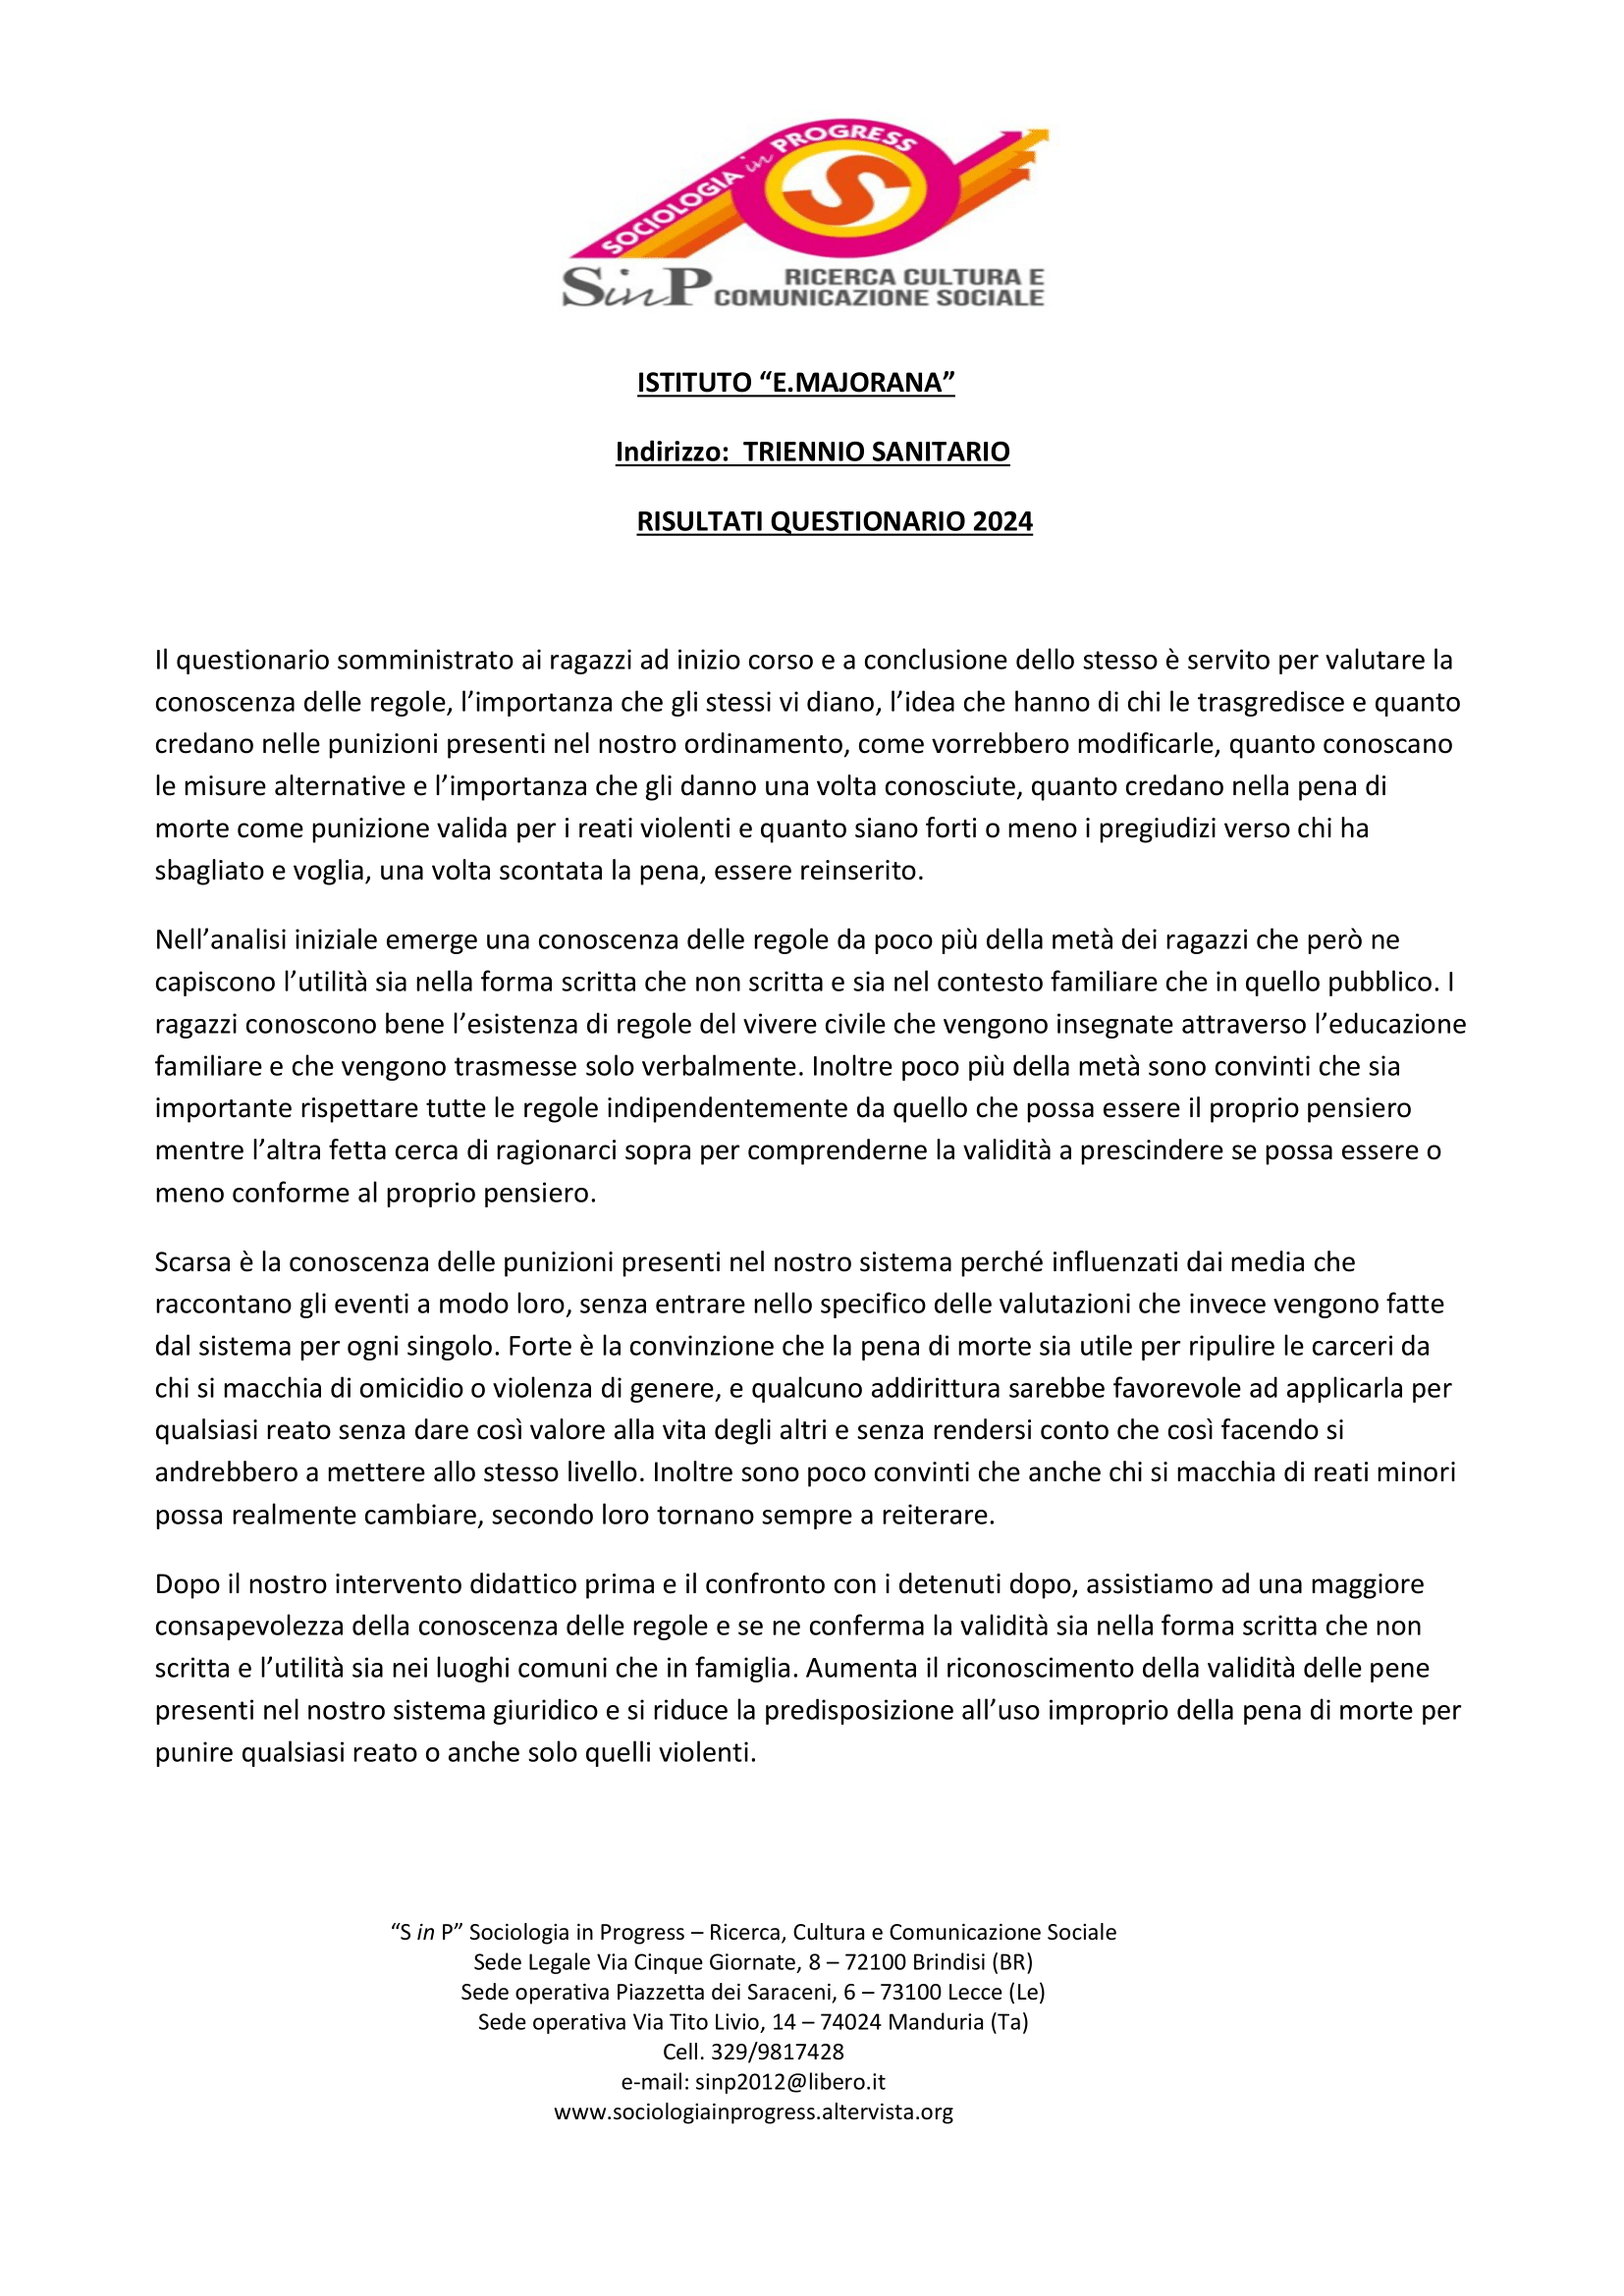 SOCIOLOGIA in PROGRESS
S
SinP RICERCA CULTURA E
COMUNICAZIONE SOCIALE
ISTITUTO “E.MAJORANA”
Indirizzo: TRIENNIO SANITARIO
RISULTATI QUESTIONARIO 2024
Il questionario somministrato ai ragazzi ad inizio corso e a conclusione dello stesso è servito per valutare la
conoscenza delle regole, l’importanza che gli stessi vi diano, l’idea che hanno di chi le trasgredisce e quanto
credano nelle punizioni presenti nel nostro ordinamento, come vorrebbero modificarle, quanto conoscano
le misure alternative e l’importanza che gli danno una volta conosciute, quanto credano nella pena di
morte come punizione valida per i reati violenti e quanto siano forti o meno i pregiudizi verso chi ha
sbagliato e voglia, una volta scontata la pena, essere reinserito.
Nell’analisi iniziale emerge una conoscenza delle regole da poco più della metà dei ragazzi che però ne
capiscono l’utilità sia nella forma scritta che non scritta e sia nel contesto familiare che in quello pubblico. I
ragazzi conoscono bene l’esistenza di regole del vivere civile che vengono insegnate attraverso l’educazione
familiare e che vengono trasmesse solo verbalmente. Inoltre poco più della metà sono convinti che sia
importante rispettare tutte le regole indipendentemente da quello che possa essere il proprio pensiero
mentre l’altra fetta cerca di ragionarci sopra per comprenderne la validità a prescindere se possa essere o
meno conforme al proprio pensiero.
Scarsa è la conoscenza delle punizioni presenti nel nostro sistema perché influenzati dai media che
raccontano gli eventi a modo loro, senza entrare nello specifico delle valutazioni che invece vengono fatte
dal sistema per ogni singolo. Forte è la convinzione che la pena di morte sia utile per ripulire le carceri da
chi si macchia di omicidio o violenza di genere, e qualcuno addirittura sarebbe favorevole ad applicarla per
qualsiasi reato senza dare così valore alla vita degli altri e senza rendersi conto che così facendo si
andrebbero a mettere allo stesso livello. Inoltre sono poco convinti che anche chi si macchia di reati minori
possa realmente cambiare, secondo loro tornano sempre a reiterare.
Dopo il nostro intervento didattico prima e il confronto con i detenuti dopo, assistiamo ad una maggiore
consapevolezza della conoscenza delle regole e se ne conferma la validità sia nella forma scritta che non
scritta e l’utilità sia nei luoghi comuni che in famiglia. Aumenta il riconoscimento della validità delle pene
presenti nel nostro sistema giuridico e si riduce la predisposizione all’uso improprio della pena di morte per
punire qualsiasi reato o anche solo quelli violenti.
“S in P” Sociologia in Progress – Ricerca, Cultura e Comunicazione Sociale
Sede Legale Via Cinque Giornate, 8 – 72100 Brindisi (BR)
Sede operativa Piazzetta dei Saraceni, 6 – 73100 Lecce (Le)
Sede operativa Via Tito Livio, 14 – 74024 Manduria (Ta)
Cell. 329/9817428
e-mail: sinp2012@libero.it
www.sociologiainprogress.altervista.org